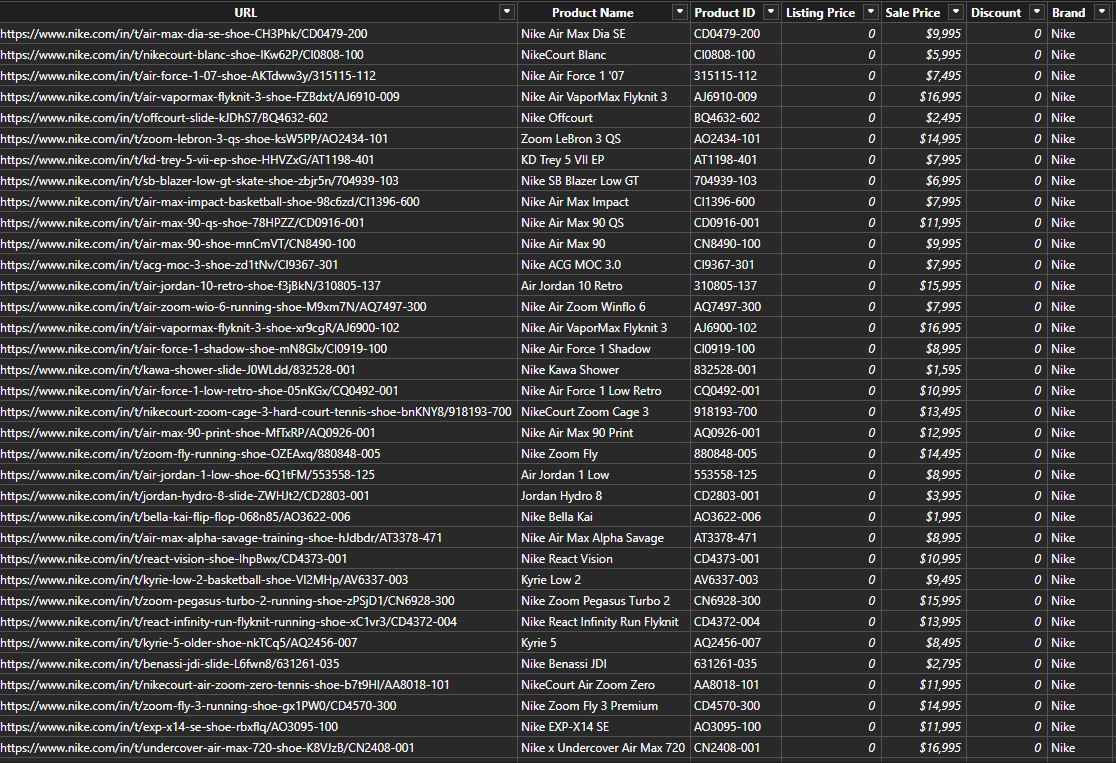 URL Product Name Product ID Listing Price Sale Price Discount Brand
https://www.nike.com/in/t/air-max-dia-se-shoe-CH3Phk/CD0479-200 Nike Air Max Dia SE CD0479-200 0 $9,995 0 Nike
https://www.nike.com/in/t/nikecourt-blanc-shoe-IKw62P/CI0808-100 NikeCourt Blanc CI0808-100 0 $5,995 0 Nike
https://www.nike.com/in/t/air-force-1-07-shoe-AKTdww3y/315115-112 Nike Air Force 1 '07 315115-112 0 $7,495 0 Nike
https://www.nike.com/in/t/air-vapormax-flyknit-3-shoe-FZBdxt/AJ6910-009 Nike Air VaporMax Flyknit 3 AJ6910-009 0 $16,995 0 Nike
https://www.nike.com/in/t/offcourt-slide-kJDhS7/BQ4632-602 Nike Offcourt BQ4632-602 0 $2,495 0 Nike
https://www.nike.com/in/t/zoom-lebron-3-qs-shoe-ksW5PP/AO2434-101 Zoom LeBron 3 QS AO2434-101 0 $14,995 0 Nike
https://www.nike.com/in/t/kd-trey-5-vii-ep-shoe-HHVZxG/AT1198-401 KD Trey 5 VII EP AT1198-401 0 $7,995 0 Nike
https://www.nike.com/in/t/sb-blazer-low-gt-skate-shoe-zbjr5n/704939-103 Nike SB Blazer Low GT 704939-103 0 $6,995 0 Nike
https://www.nike.com/in/t/air-max-impact-basketball-shoe-98c6zd/CI1396-600 Nike Air Max Impact CI1396-600 0 $7,995 0 Nike
https://www.nike.com/in/t/air-max-90-qs-shoe-78HPZZ/CD0916-001 Nike Air Max 90 QS CD0916-001 0 $11,995 0 Nike
https://www.nike.com/in/t/air-max-90-shoe-mnCmVT/CN8490-100 Nike Air Max 90 CN8490-100 0 $9,995 0 Nike
https://www.nike.com/in/t/acg-moc-3-shoe-zd1tNv/CI9367-301 Nike ACG MOC 3.0 CI9367-301 0 $7,995 0 Nike
https://www.nike.com/in/t/air-jordan-10-retro-shoe-f3jBkN/310805-137 Air Jordan 10 Retro 310805-137 0 $15,995 0 Nike
https://www.nike.com/in/t/air-zoom-wio-6-running-shoe-M9xm7N/AQ7497-300 Nike Air Zoom Winflo 6 AQ7497-300 0 $7,995 0 Nike
https://www.nike.com/in/t/air-vapormax-flyknit-3-shoe-xr9cgR/AJ6900-102 Nike Air VaporMax Flyknit 3 AJ6900-102 0 $16,995 0 Nike
https://www.nike.com/in/t/air-force-1-shadow-shoe-mN8Glx/CI0919-100 Nike Air Force 1 Shadow CI0919-100 0 $8,995 0 Nike
https://www.nike.com/in/t/kawa-shower-slide-J0WLdd/832528-001 Nike Kawa Shower 832528-001 0 $1,595 0 Nike
https://www.nike.com/in/t/air-force-1-low-retro-shoe-05nKGx/CQ0492-001 Nike Air Force 1 Low Retro CQ0492-001 0 $10,995 0 Nike
https://www.nike.com/in/t/nikecourt-zoom-cage-3-hard-court-tennis-shoe-bnKNY8/918193-700 NikeCourt Zoom Cage 3 918193-700 0 $13,495 0 Nike
https://www.nike.com/in/t/air-max-90-print-shoe-MfTxRP/AQ0926-001 Nike Air Max 90 Print AQ0926-001 0 $12,995 0 Nike
https://www.nike.com/in/t/zoom-fly-running-shoe-OZEAxq/880848-005 Nike Zoom Fly 880848-005 0 $14,495 0 Nike
https://www.nike.com/in/t/air-jordan-1-low-shoe-6Q1tFM/553558-125 Air Jordan 1 Low 553558-125 0 $8,995 0 Nike
https://www.nike.com/in/t/jordan-hydro-8-slide-ZWHJt2/CD2803-001 Jordan Hydro 8 CD2803-001 0 $3,995 0 Nike
https://www.nike.com/in/t/bella-kai-flip-flop-068n85/AO3622-006 Nike Bella Kai AO3622-006 0 $1,995 0 Nike
https://www.nike.com/in/t/air-max-alpha-savage-training-shoe-hJdbdr/AT3378-471 Nike Air Max Alpha Savage AT3378-471 0 $8,995 0 Nike
https://www.nike.com/in/t/react-vision-shoe-lhpBwx/CD4373-001 Nike React Vision CD4373-001 0 $10,995 0 Nike
https://www.nike.com/in/t/kyrie-low-2-basketball-shoe-VI2MHp/AV6337-003 Kyrie Low 2 AV6337-003 0 $9,495 0 Nike
https://www.nike.com/in/t/zoom-pegasus-turbo-2-running-shoe-zPSjD1/CN6928-300 Nike Zoom Pegasus Turbo 2 CN6928-300 0 $15,995 0 Nike
https://www.nike.com/in/t/react-infinity-run-flyknit-running-shoe-xC1vr3/CD4372-004 Nike React Infinity Run Flyknit CD4372-004 0 $13,995 0 Nike
https://www.nike.com/in/t/kyrie-5-older-shoe-nkTCq5/AQ2456-007 Kyrie 5 AQ2456-007 0 $8,495 0 Nike
https://www.nike.com/in/t/benassi-jdi-slide-L6fwn8/631261-035 Nike Benassi JDI 631261-035 0 $2,795 0 Nike
https://www.nike.com/in/t/nikecourt-air-zoom-zero-tennis-shoe-b7t9Hl/AA8018-101 NikeCourt Air Zoom Zero AA8018-101 0 $11,995 0 Nike
https://www.nike.com/in/t/zoom-fly-3-shoe-gx1PW0/CD4570-300 Nike Zoom Fly 3 Premium CD4570-300 0 $14,995 0 Nike
https://www.nike.com/in/t/exp-x14-se-shoe-rbxflq/AO3095-100 Nike EXP-X14 SE AO3095-100 0 $11,995 0 Nike
https://www.nike.com/in/t/undercover-air-max-720-shoe-K8VJzB/CN2408-001 Nike x Undercover Air Max 720 CN2408-001 0 $16,995 0 Nike